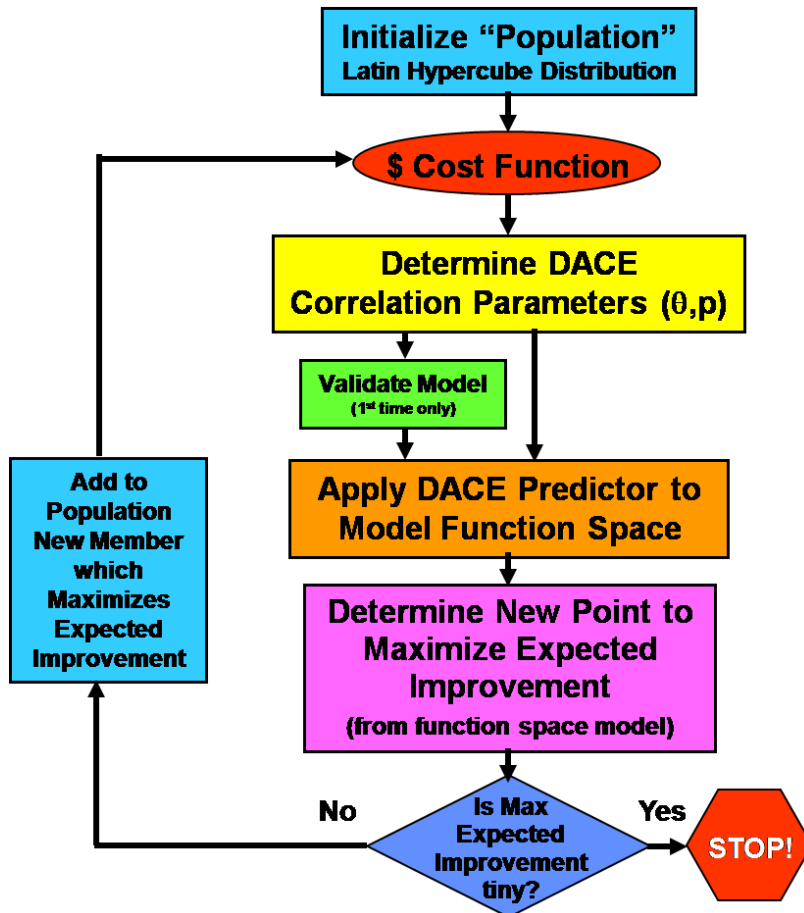 Initialize “Population”
Latin Hypercube Distribution
$ Cost Function
Determine DACE
Correlation Parameters (θ,p)
Validate Model
(1st time only)
Apply DACE Predictor to
Model Function Space
Add to
Population
New Member
which
Maximizes
Expected
Improvement
Determine New Point to
Maximize Expected
Improvement
(from function space model)
No
Is Max
Expected
Improvement
tiny?
Yes
STOP!